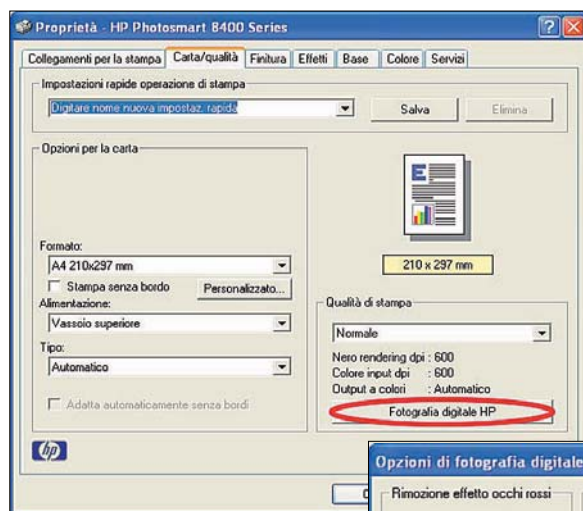 Proprietà - HP Photosmart 8400 Series
Collegamenti per la stampa Carta/qualità Finitura Effetti Base Colore Servizi
Impostazioni rapide operazione di stampa
Digitare nome nuova impostaz. rapida
Salva
Elimina
Opzioni per la carta
Formato:
A4 210x297 mm
Stampa senza bordo
Personalizzato...
Alimentazione:
Vassoio superiore
Tipo:
Automatico
Adatta automaticamente senza bordi
210 x 297 mm
Qualità di stampa
Normale
Nero rendering dpi : 600
Colore input dpi : 600
Output a colori : Automatico
Fotografia digitale HP
hp
Opzioni di fotografia digitale
Rimozione effetto occhi rossi